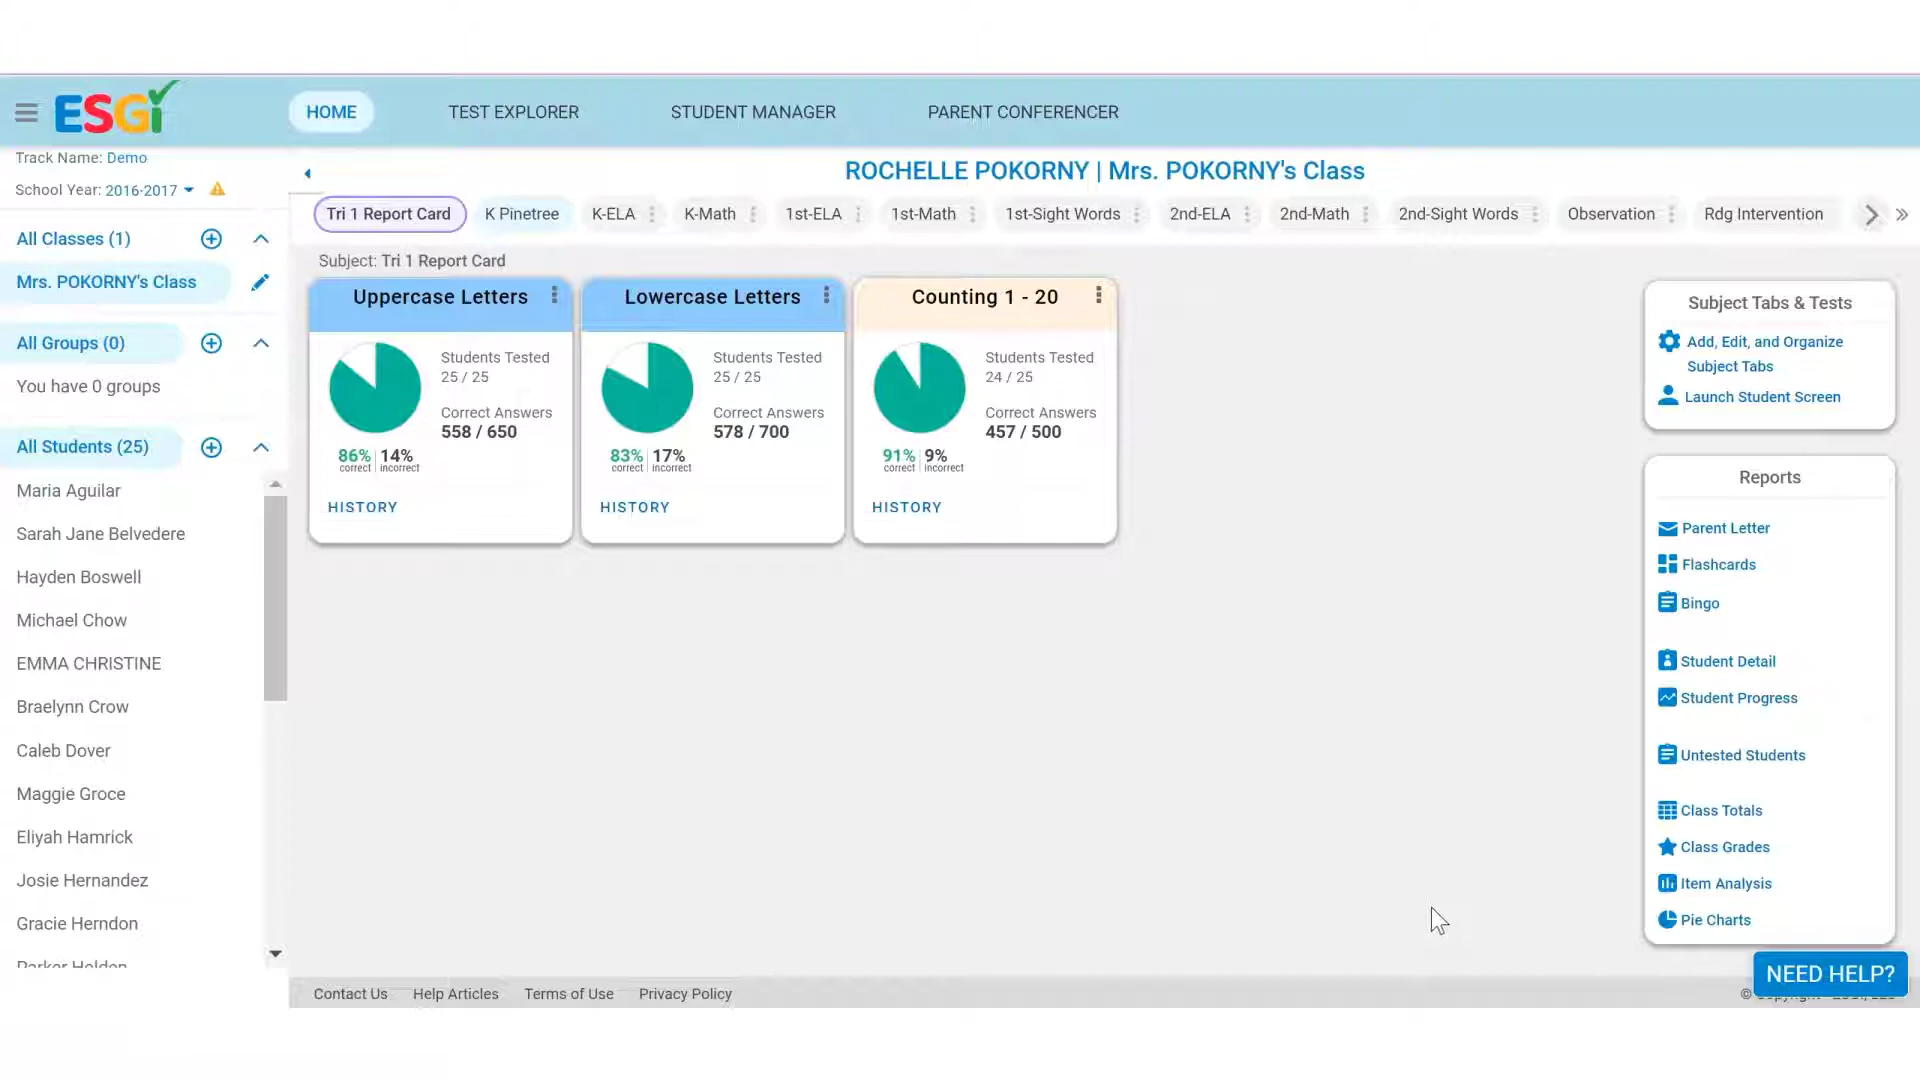 ESGi
HOME
TEST EXPLORER
STUDENT MANAGER
PARENT CONFERENCER
Track Name: Demo
School Year: 2016-2017
ROCHELLE POKORNY | Mrs. POKORNY's Class
Tri 1 Report Card
K Pinetree
K-ELA
K-Math
1st-ELA
1st-Math
1st-Sight Words
2nd-ELA
2nd-Math
2nd-Sight Words
Observation
Rdg Intervention
All Classes (1)
Mrs. POKORNY's Class
All Groups (0)
You have 0 groups
All Students (25)
Maria Aguilar
Sarah Jane Belvedere
Hayden Boswell
Michael Chow
EMMA CHRISTINE
Braelynn Crow
Caleb Dover
Maggie Groce
Eliyah Hamrick
Josie Hernandez
Gracie Herndon
Subject: Tri 1 Report Card
Uppercase Letters
Students Tested
25 / 25
Correct Answers
558 / 650
86% 14%
correct incorrect
HISTORY
Lowercase Letters
Students Tested
25 / 25
Correct Answers
578 / 700
83% 17%
correct incorrect
HISTORY
Counting 1 - 20
Students Tested
24 / 25
Correct Answers
457 / 500
91% 9%
correct incorrect
HISTORY
Subject Tabs & Tests
Add, Edit, and Organize
Subject Tabs
Launch Student Screen
Reports
Parent Letter
Flashcards
Bingo
Student Detail
Student Progress
Untested Students
Class Totals
Class Grades
Item Analysis
Pie Charts
NEED HELP?
Contact Us
Help Articles
Terms of Use
Privacy Policy
©